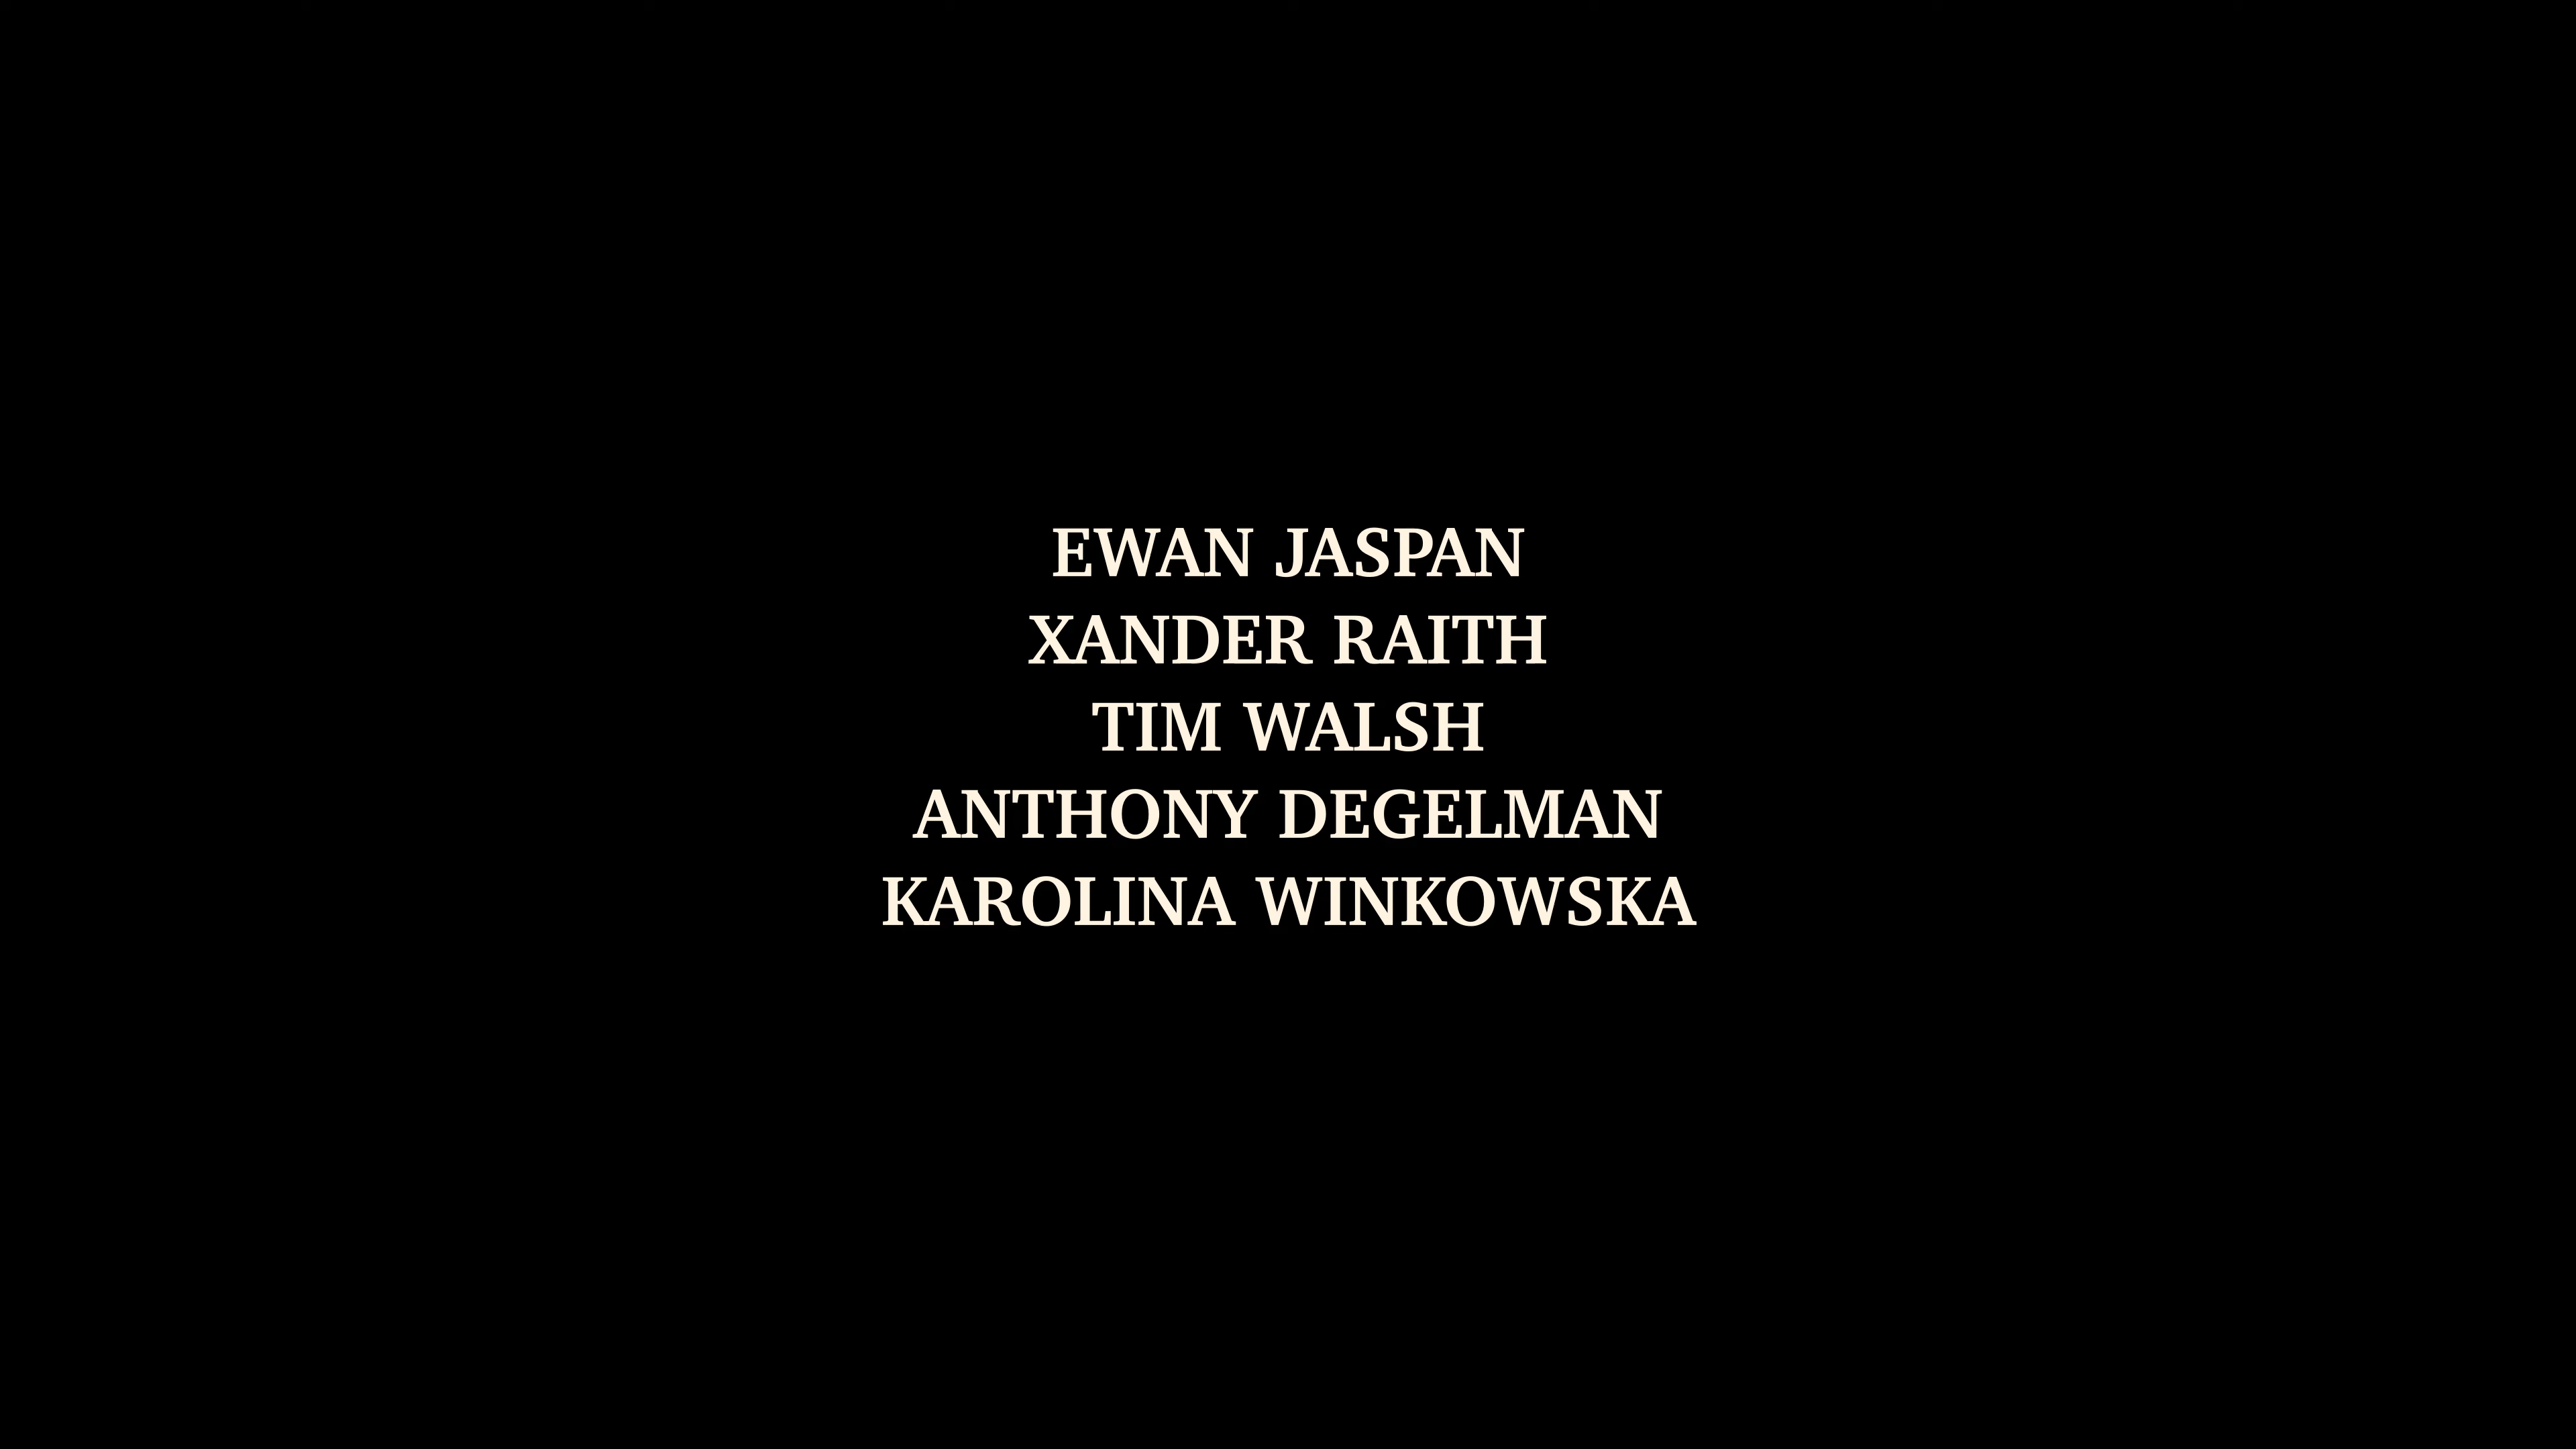 EWAN JASPAN
XANDER RAITH
TIM WALSH
ANTHONY DEGELMAN
KAROLINA WINKOWSKA